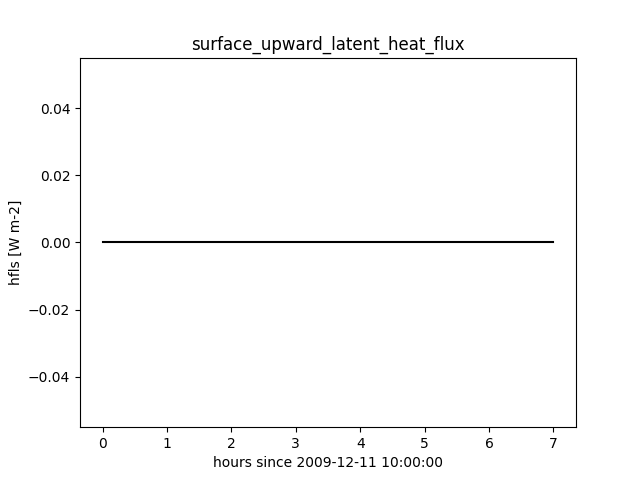 surface_upward_latent_heat_flux
0.04
0.02
0.00
−0.02
−0.04
hfls [W m-2]
0 1 2 3 4 5 6 7
hours since 2009-12-11 10:00:00